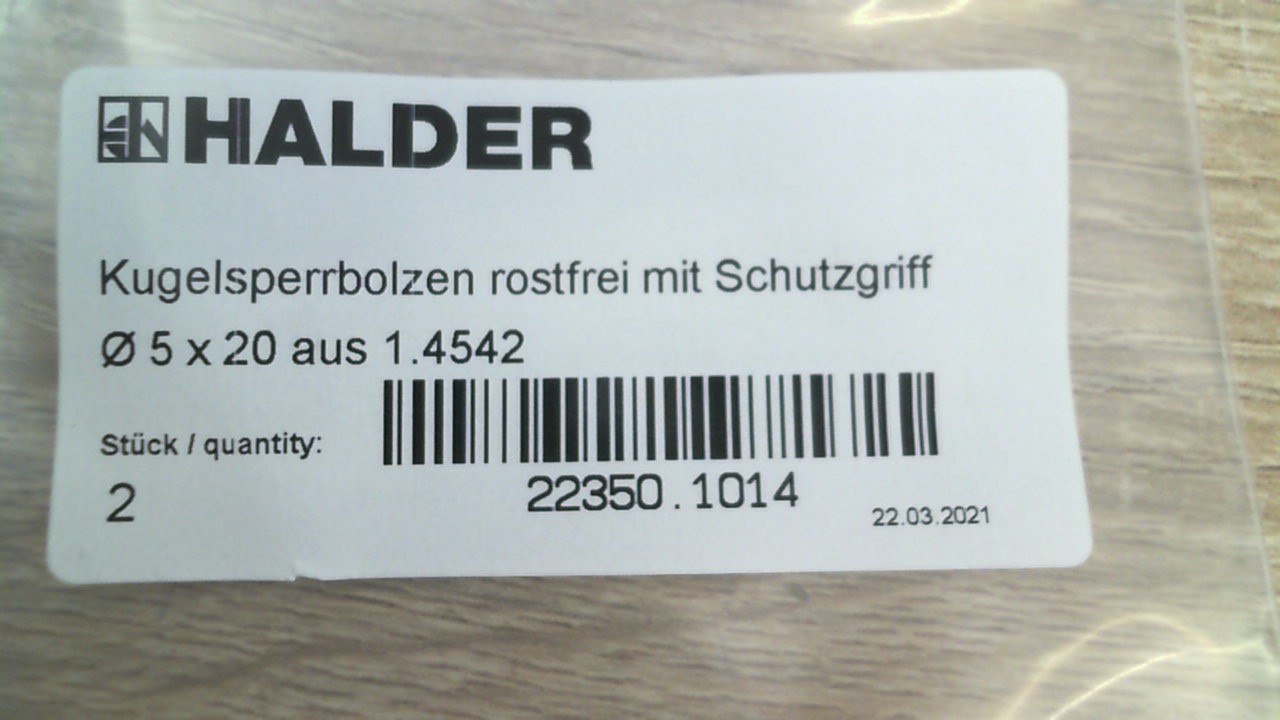 HALDER
Kugelsperrbolzen rostfrei mit Schutzgriff
Ø 5 x 20 aus 1.4542
Stück / quantity:
2
22350.1014
22.03.2021